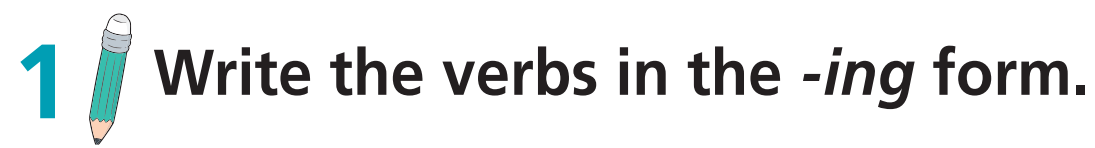 1 Write the verbs in the -ing form.